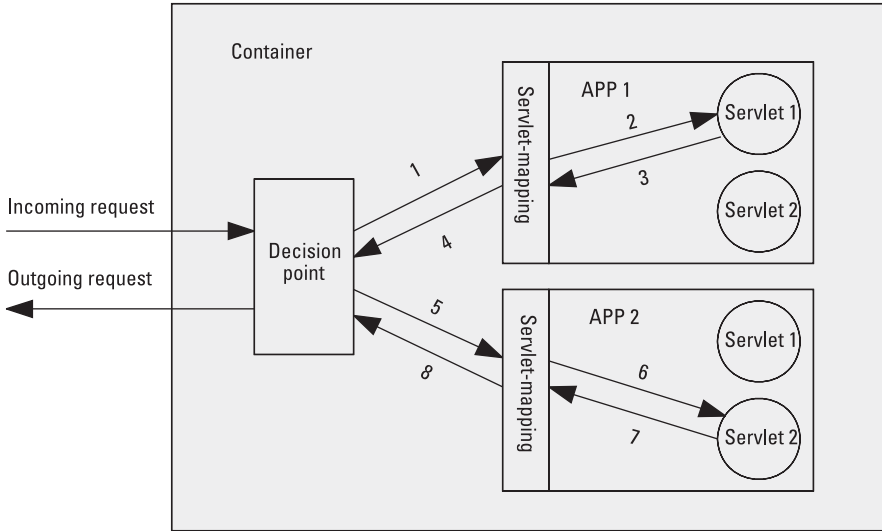 Container
APP 1
Servlet-mapping
Servlet 1
Servlet 2
1
2
3
4
Incoming request
Decision
point
Outgoing request
APP 2
Servlet-mapping
Servlet 1
Servlet 2
5
6
7
8